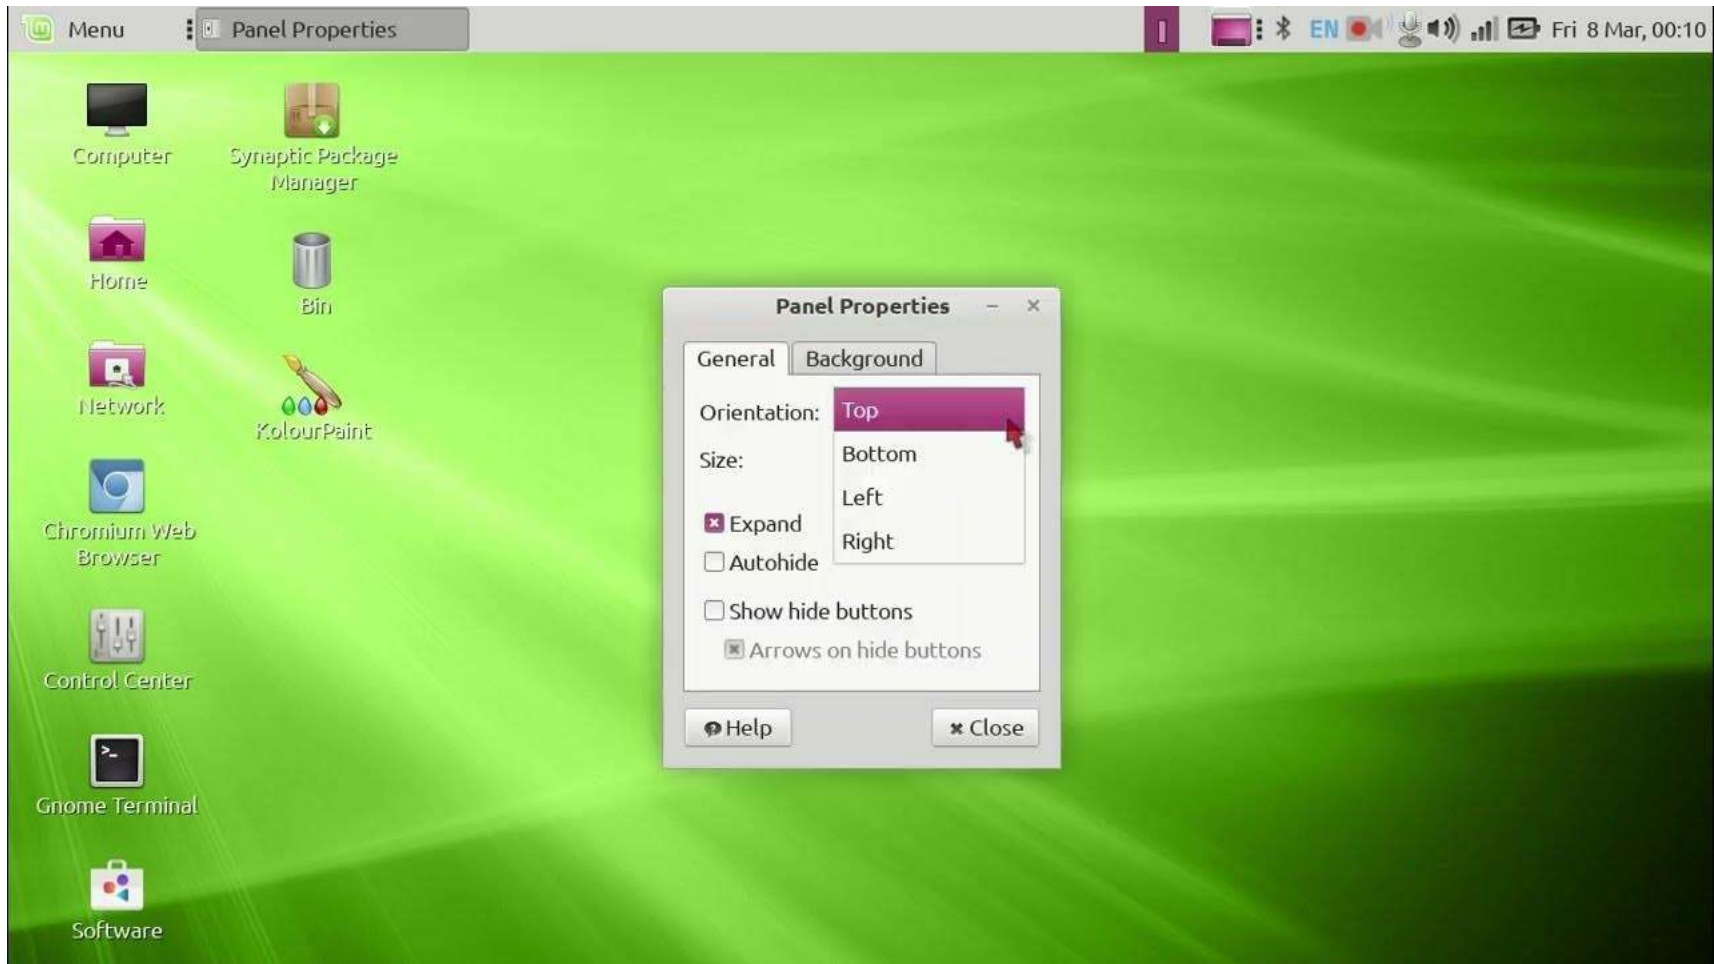 Menu
Panel Properties
EN
Fri 8 Mar, 00:10
Computer
Synaptic Package
Manager
Home
Bin
Network
KolourPaint
Chromium Web
Browser
Control Center
>_
Gnome Terminal
Software
Panel Properties
General
Background
Orientation:
Top
Bottom
Left
Right
Size:
Expand
Autohide
Show hide buttons
Arrows on hide buttons
Help
Close